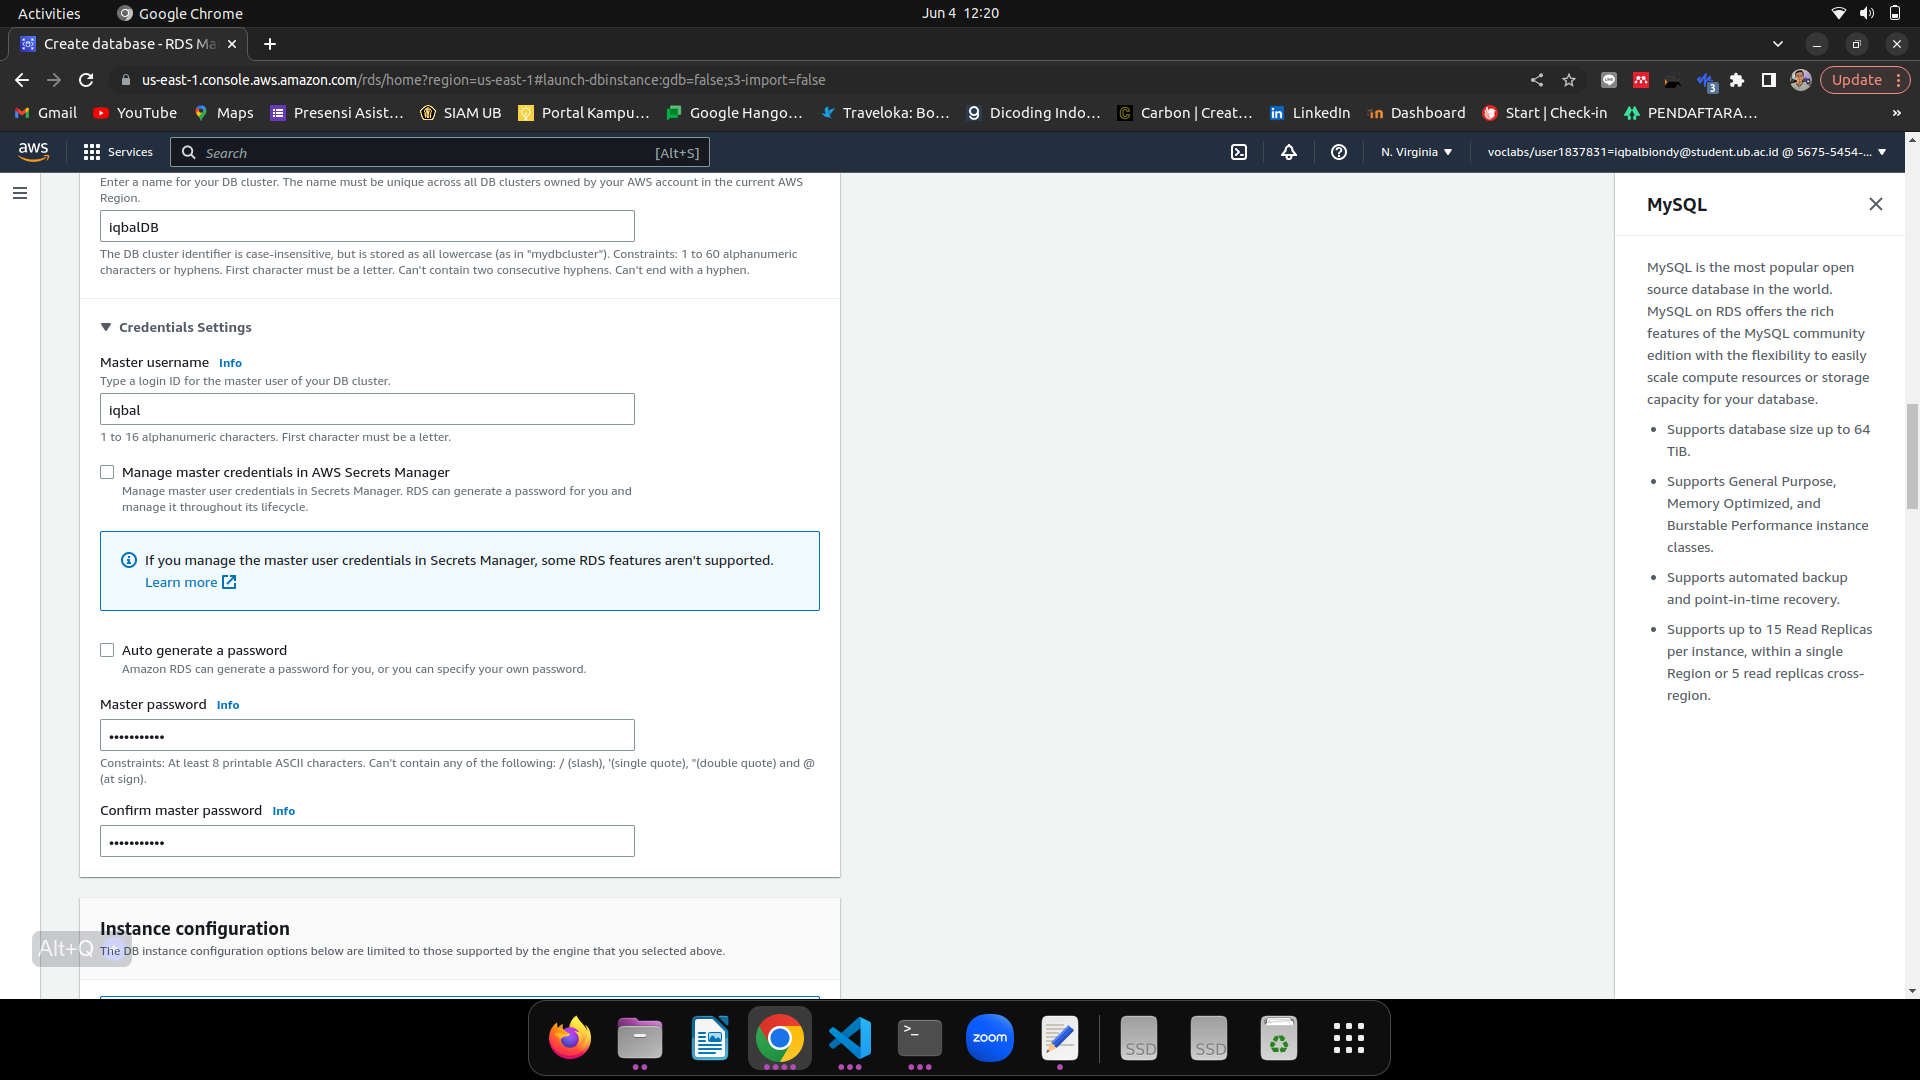 Activities
Google Chrome
Jun 4 12:20
Create database - RDS Ma
us-east-1.console.aws.amazon.com/rds/home?region=us-east-1#launch-dbinstance:gdb=false;s3-import=false
3
Update
Gmail
YouTube
Maps
Presensi Asist...
SIAM UB
Portal Kampu...
Google Hango...
Traveloka: Bo...
Dicoding Indo...
Carbon | Creat...
LinkedIn
Dashboard
Start | Check-in
PENDAFTARA...
»
aws
Services
Search
[Alt+S]
N. Virginia
voclabs/user1837831=iqbalbiondy@student.ub.ac.id @ 5675-5454-...
Enter a name for your DB cluster. The name must be unique across all DB clusters owned by your AWS account in the current AWS
Region.
iqbalDB
The DB cluster identifier is case-insensitive, but is stored as all lowercase (as in "mydbcluster"). Constraints: 1 to 60 alphanumeric
characters or hyphens. First character must be a letter. Can't contain two consecutive hyphens. Can't end with a hyphen.
Credentials Settings
Master username Info
Type a login ID for the master user of your DB cluster.
iqbal
1 to 16 alphanumeric characters. First character must be a letter.
Manage master credentials in AWS Secrets Manager
Manage master user credentials in Secrets Manager. RDS can generate a password for you and
manage it throughout its lifecycle.
If you manage the master user credentials in Secrets Manager, some RDS features aren't supported.
Learn more
Auto generate a password
Amazon RDS can generate a password for you, or you can specify your own password.
Master password Info
•••••••••••
Constraints: At least 8 printable ASCII characters. Can't contain any of the following: / (slash), '(single quote), "(double quote) and @
(at sign).
Confirm master password Info
•••••••••••
Instance configuration
The DB instance configuration options below are limited to those supported by the engine that you selected above.
Alt+Q
MySQL
MySQL is the most popular open
source database in the world.
MySQL on RDS offers the rich
features of the MySQL community
edition with the flexibility to easily
scale compute resources or storage
capacity for your database.
• Supports database size up to 64
TiB.
• Supports General Purpose,
Memory Optimized, and
Burstable Performance instance
classes.
• Supports automated backup
and point-in-time recovery.
• Supports up to 15 Read Replicas
per instance, within a single
Region or 5 read replicas cross-
region.
>_
zoom
SSD
SSD